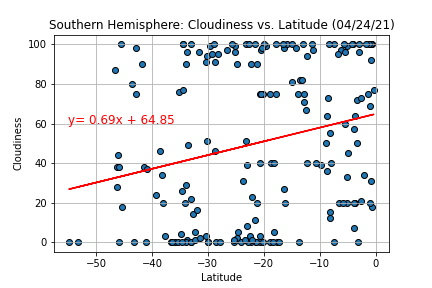 Southern Hemisphere: Cloudiness vs. Latitude (04/24/21)
100
80
y= 0.69x + 64.85
60
Cloudiness
40
20
0
−50 −40 −30 −20 −10 0
Latitude